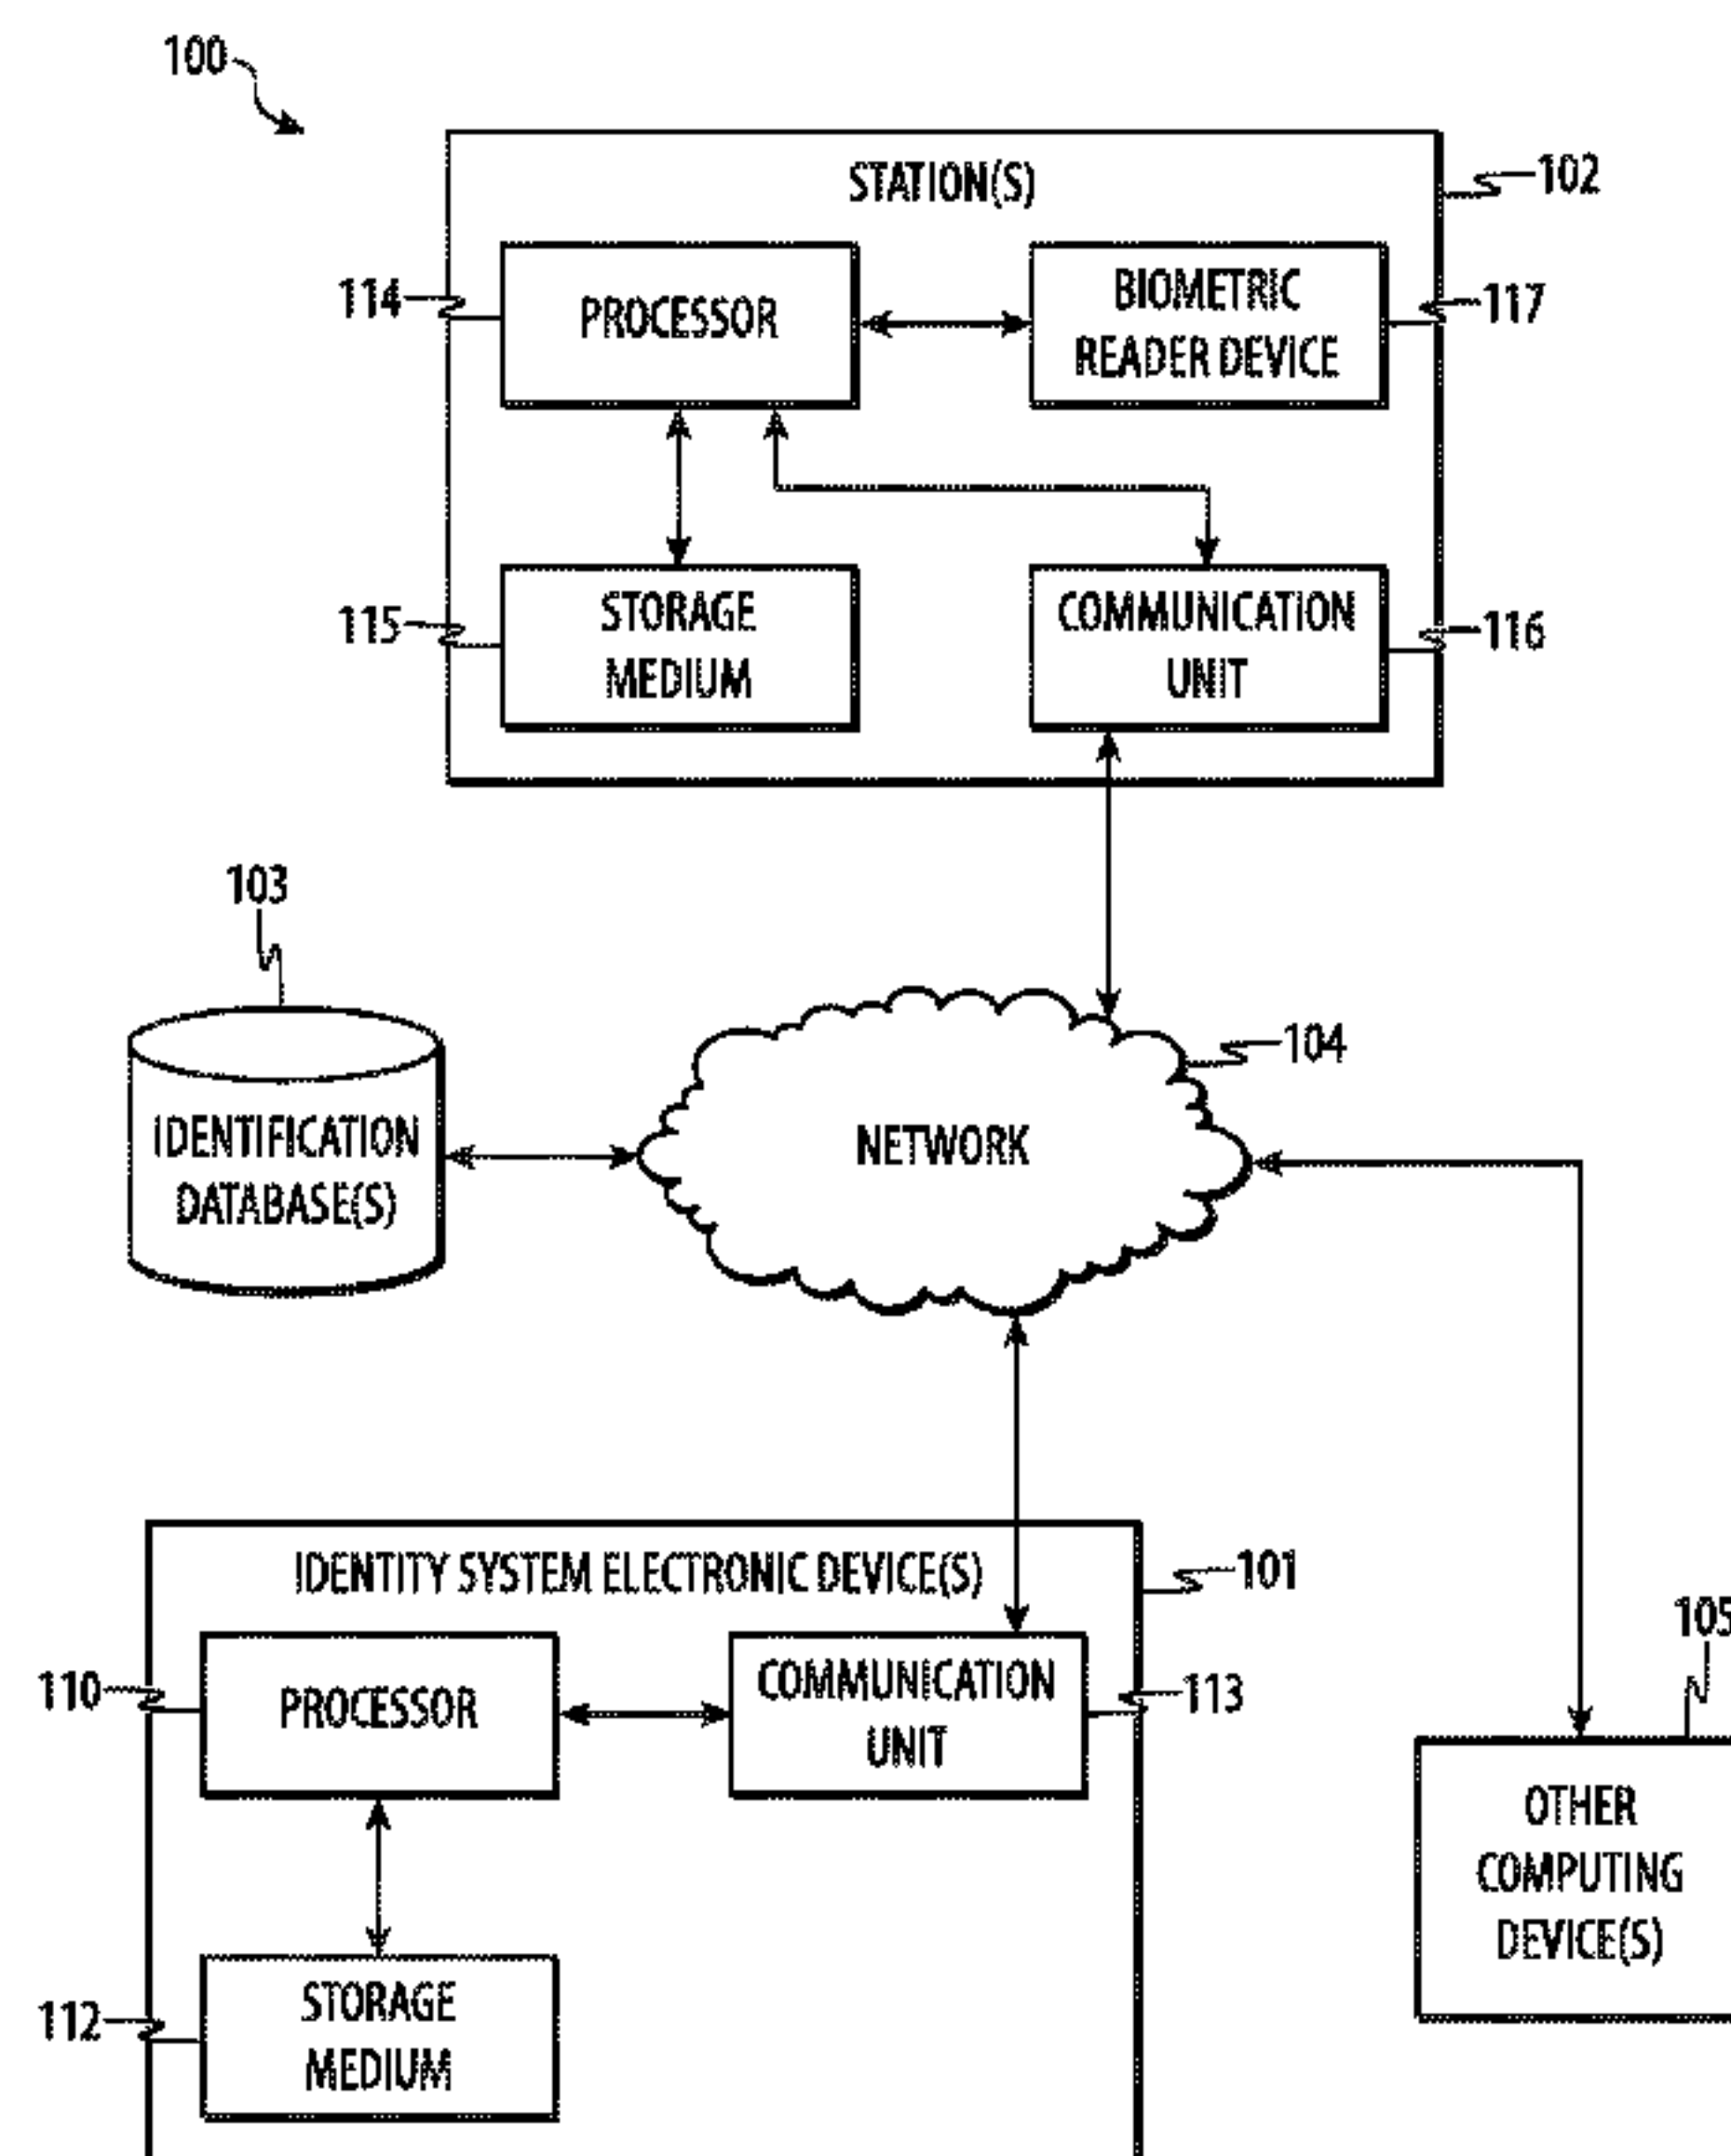 100
STATION(S)
102
114
PROCESSOR
BIOMETRIC
READER DEVICE
117
115
STORAGE
MEDIUM
COMMUNICATION
UNIT
116
103
IDENTIFICATION
DATABASE(S)
NETWORK
104
IDENTITY SYSTEM ELECTRONIC DEVICE(S)
101
110
PROCESSOR
COMMUNICATION
UNIT
113
105
OTHER
COMPUTING
DEVICE(S)
112
STORAGE
MEDIUM